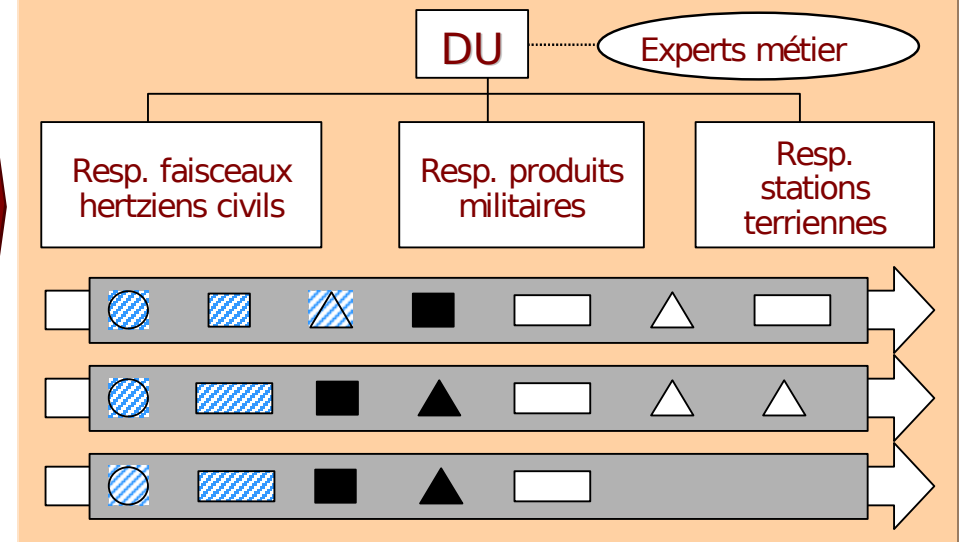 DU
Experts métier
Resp. faisceaux
hertziens civils
Resp. produits
militaires
Resp.
stations
terriennes